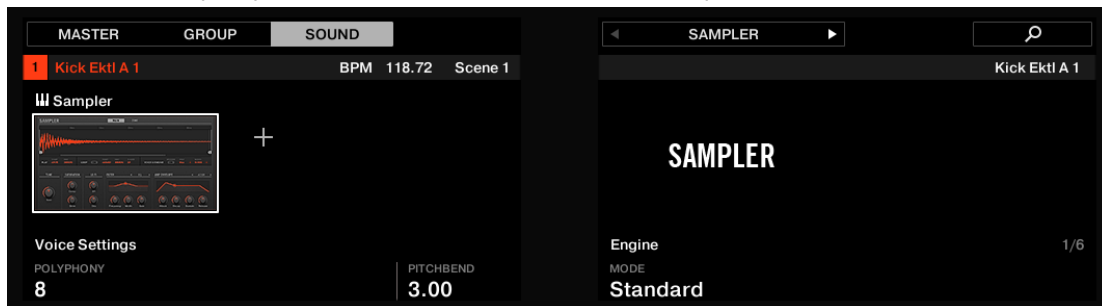 MASTER GROUP SOUND
1 Kick Ektl A 1 BPM 118.72 Scene 1
Sampler
Voice Settings
POLYPHONY PITCHBEND
8 3.00
SAMPLER
Kick Ektl A 1
SAMPLER
Engine 1/6
MODE
Standard